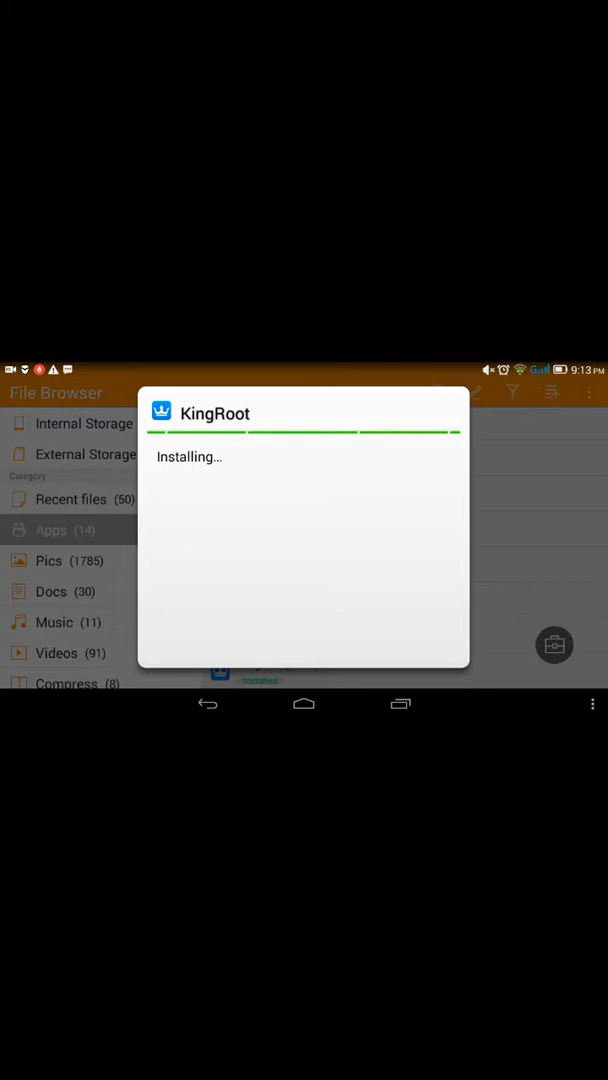 9:13 PM
File Browser
KingRoot
Installing...
Internal Storage
External Storage
Category
Recent files (50)
Apps (14)
Pics (1785)
Docs (30)
Music (11)
Videos (91)
Compress (8)
Installed